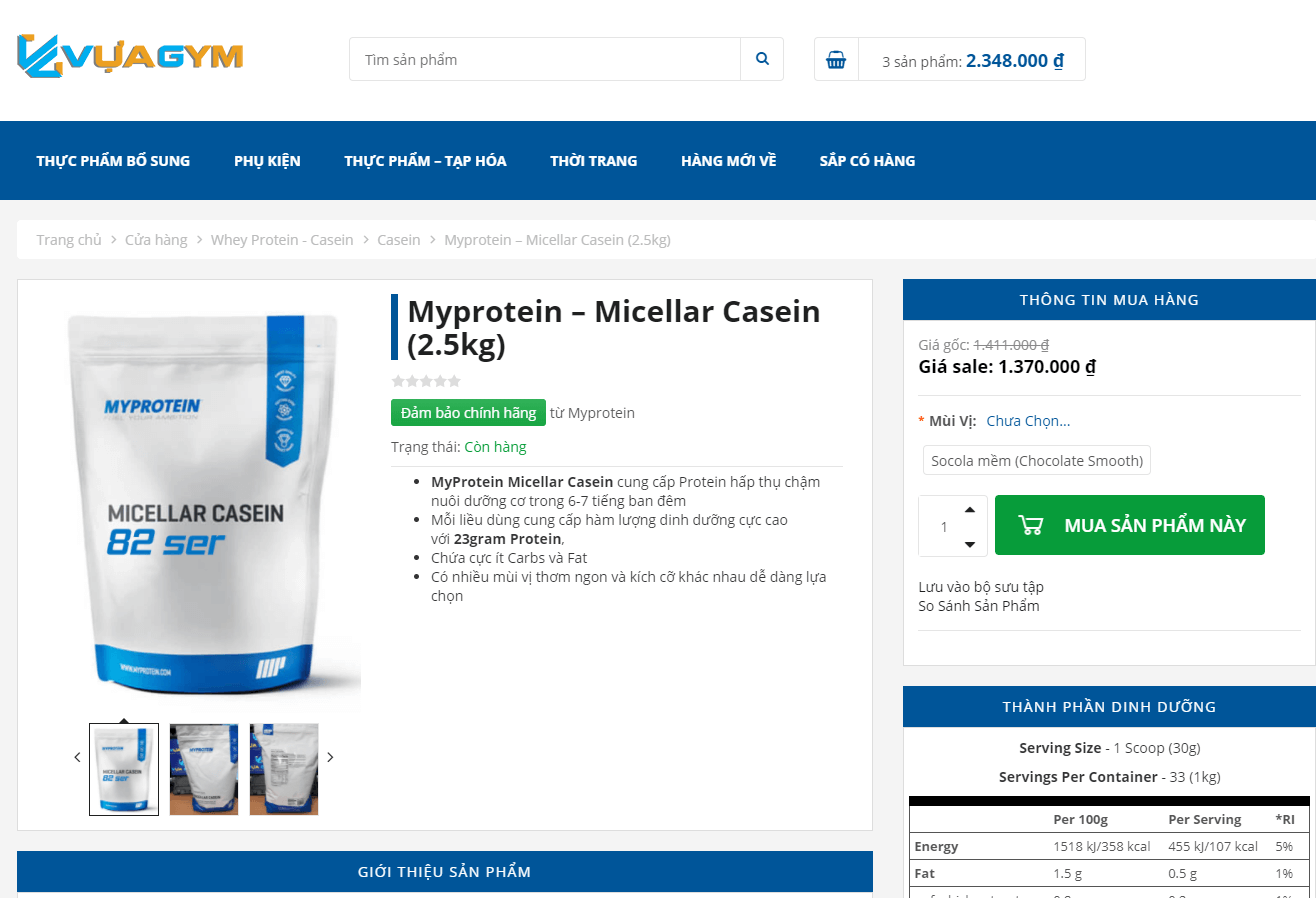 VỰAGYM
Tìm sản phẩm
3 sản phẩm: 2.348.000 ₫
THỰC PHẨM BỔ SUNG PHỤ KIỆN THỰC PHẨM – TẠP HÓA THỜI TRANG HÀNG MỚI VỀ SẮP CÓ HÀNG
Trang chủ > Cửa hàng > Whey Protein - Casein > Casein > Myprotein – Micellar Casein (2.5kg)
MYPROTEIN
FUEL YOUR AMBITION
MICELLAR CASEIN
82 ser
WWW.MYPROTEIN.COM
Myprotein – Micellar Casein
(2.5kg)
Đảm bảo chính hãng từ Myprotein
Trạng thái: Còn hàng
• MyProtein Micellar Casein cung cấp Protein hấp thụ chậm
nuôi dưỡng cơ trong 6-7 tiếng ban đêm
• Mỗi liều dùng cung cấp hàm lượng dinh dưỡng cực cao
với 23gram Protein,
• Chứa cực ít Carbs và Fat
• Có nhiều mùi vị thơm ngon và kích cỡ khác nhau dễ dàng lựa
chọn
MYPROTEIN
MICELLAR CASEIN
82 ser
GIỚI THIỆU SẢN PHẨM
THÔNG TIN MUA HÀNG
Giá gốc: 1.411.000 ₫
Giá sale: 1.370.000 ₫
* Mùi Vị: Chưa Chọn...
Socola mềm (Chocolate Smooth)
1
MUA SẢN PHẨM NÀY
Lưu vào bộ sưu tập
So Sánh Sản Phẩm
THÀNH PHẦN DINH DƯỠNG
Serving Size - 1 Scoop (30g)
Servings Per Container - 33 (1kg)
Per 100g Per Serving *RI
Energy 1518 kJ/358 kcal 455 kJ/107 kcal 5%
Fat 1.5 g 0.5 g 1%